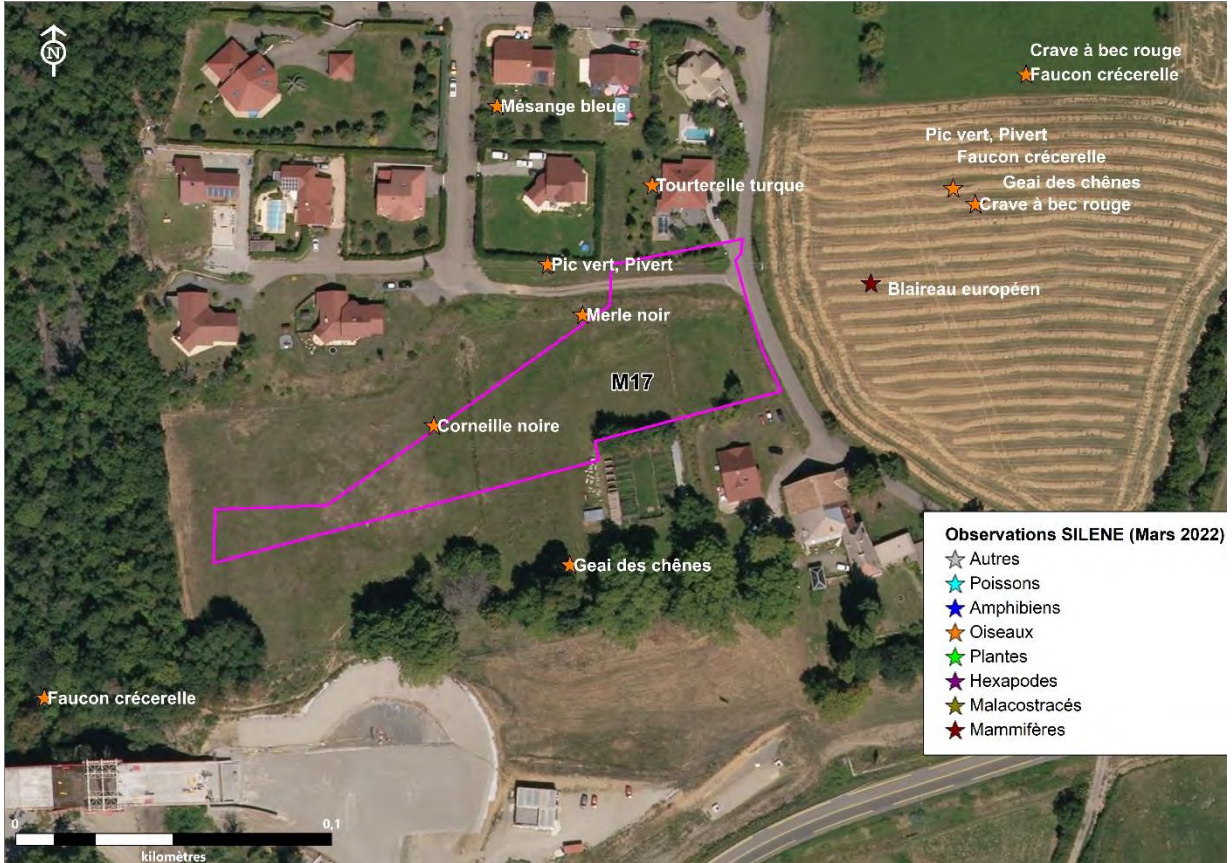 N
Crave à bec rouge
Faucon crécerelle
Mésange bleue
Pic vert, Pivert
Faucon crécerelle
Geai des chênes
Crave à bec rouge
Tourterelle turque
Pic vert, Pivert
Blaireau européen
Merle noir
M17
Corneille noire
Geai des chênes
Faucon crécerelle
Observations SILENE (Mars 2022)
Autres
Poissons
Amphibiens
Oiseaux
Plantes
Hexapodes
Malacostracés
Mammifères
0 0,1
kilomètres